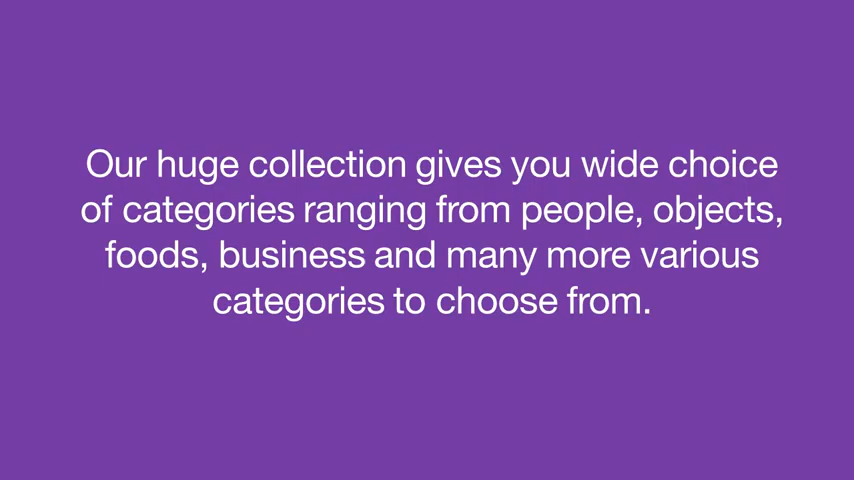 Our huge collection gives you wide choice
of categories ranging from people, objects,
foods, business and many more various
categories to choose from.